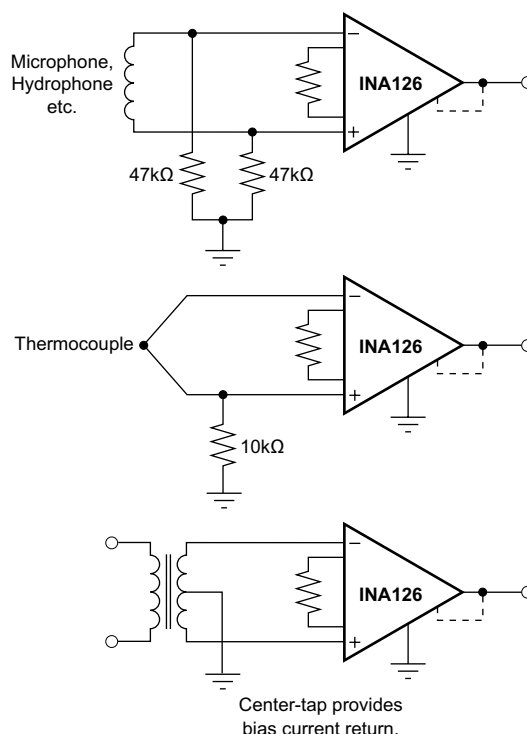 Microphone,
Hydrophone
etc.
−
INA126
+
47kΩ 47kΩ
Thermocouple
−
INA126
+
10kΩ
−
INA126
+
Center-tap provides
bias current return.